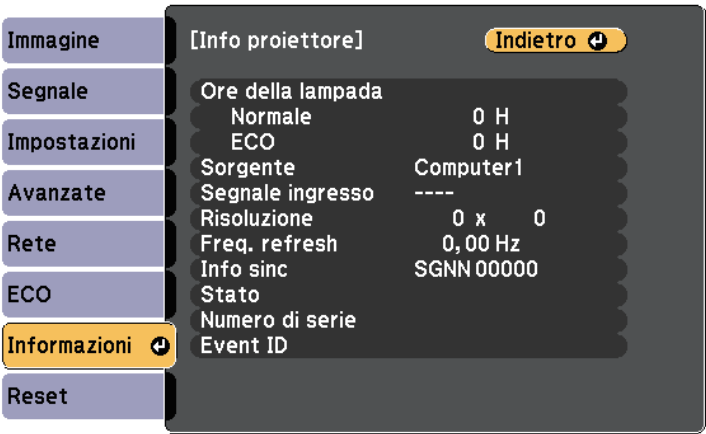 Immagine
Segnale
Impostazioni
Avanzate
Rete
ECO
Informazioni
Reset
[Info proiettore] Indietro
Ore della lampada
Normale 0 H
ECO 0 H
Sorgente Computer1
Segnale ingresso ----
Risoluzione 0 x 0
Freq. refresh 0,00 Hz
Info sinc SGNN 00000
Stato
Numero di serie
Event ID